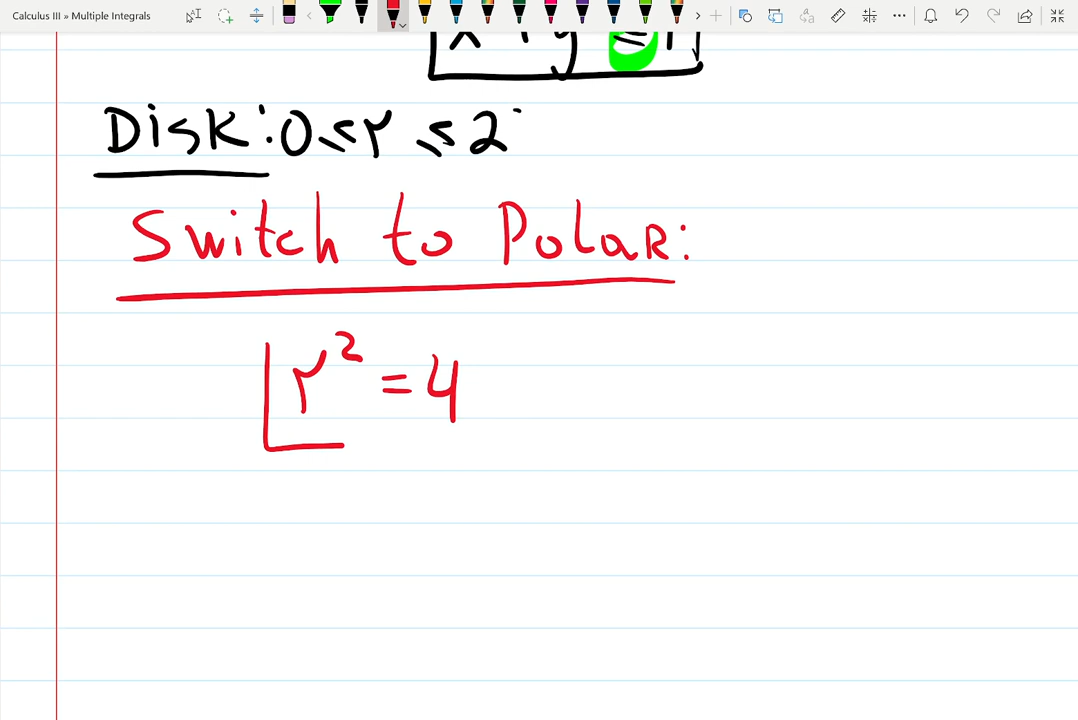 Calculus III » Multiple Integrals
Disk: 0 ≤ r ≤ 2
Switch to Polar:
r² = 4